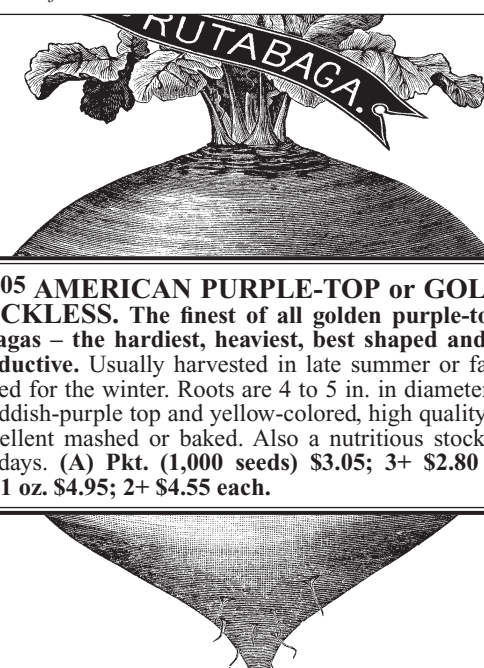 RUTABAGA.
05 AMERICAN PURPLE-TOP or GOL
CKLESS. The finest of all golden purple-to
agas – the hardiest, heaviest, best shaped and
ductive. Usually harvested in late summer or fa
ed for the winter. Roots are 4 to 5 in. in diameter
ddish-purple top and yellow-colored, high quality
ellent mashed or baked. Also a nutritious stock
days. (A) Pkt. (1,000 seeds) $3.05; 3+ $2.80
1 oz. $4.95; 2+ $4.55 each.